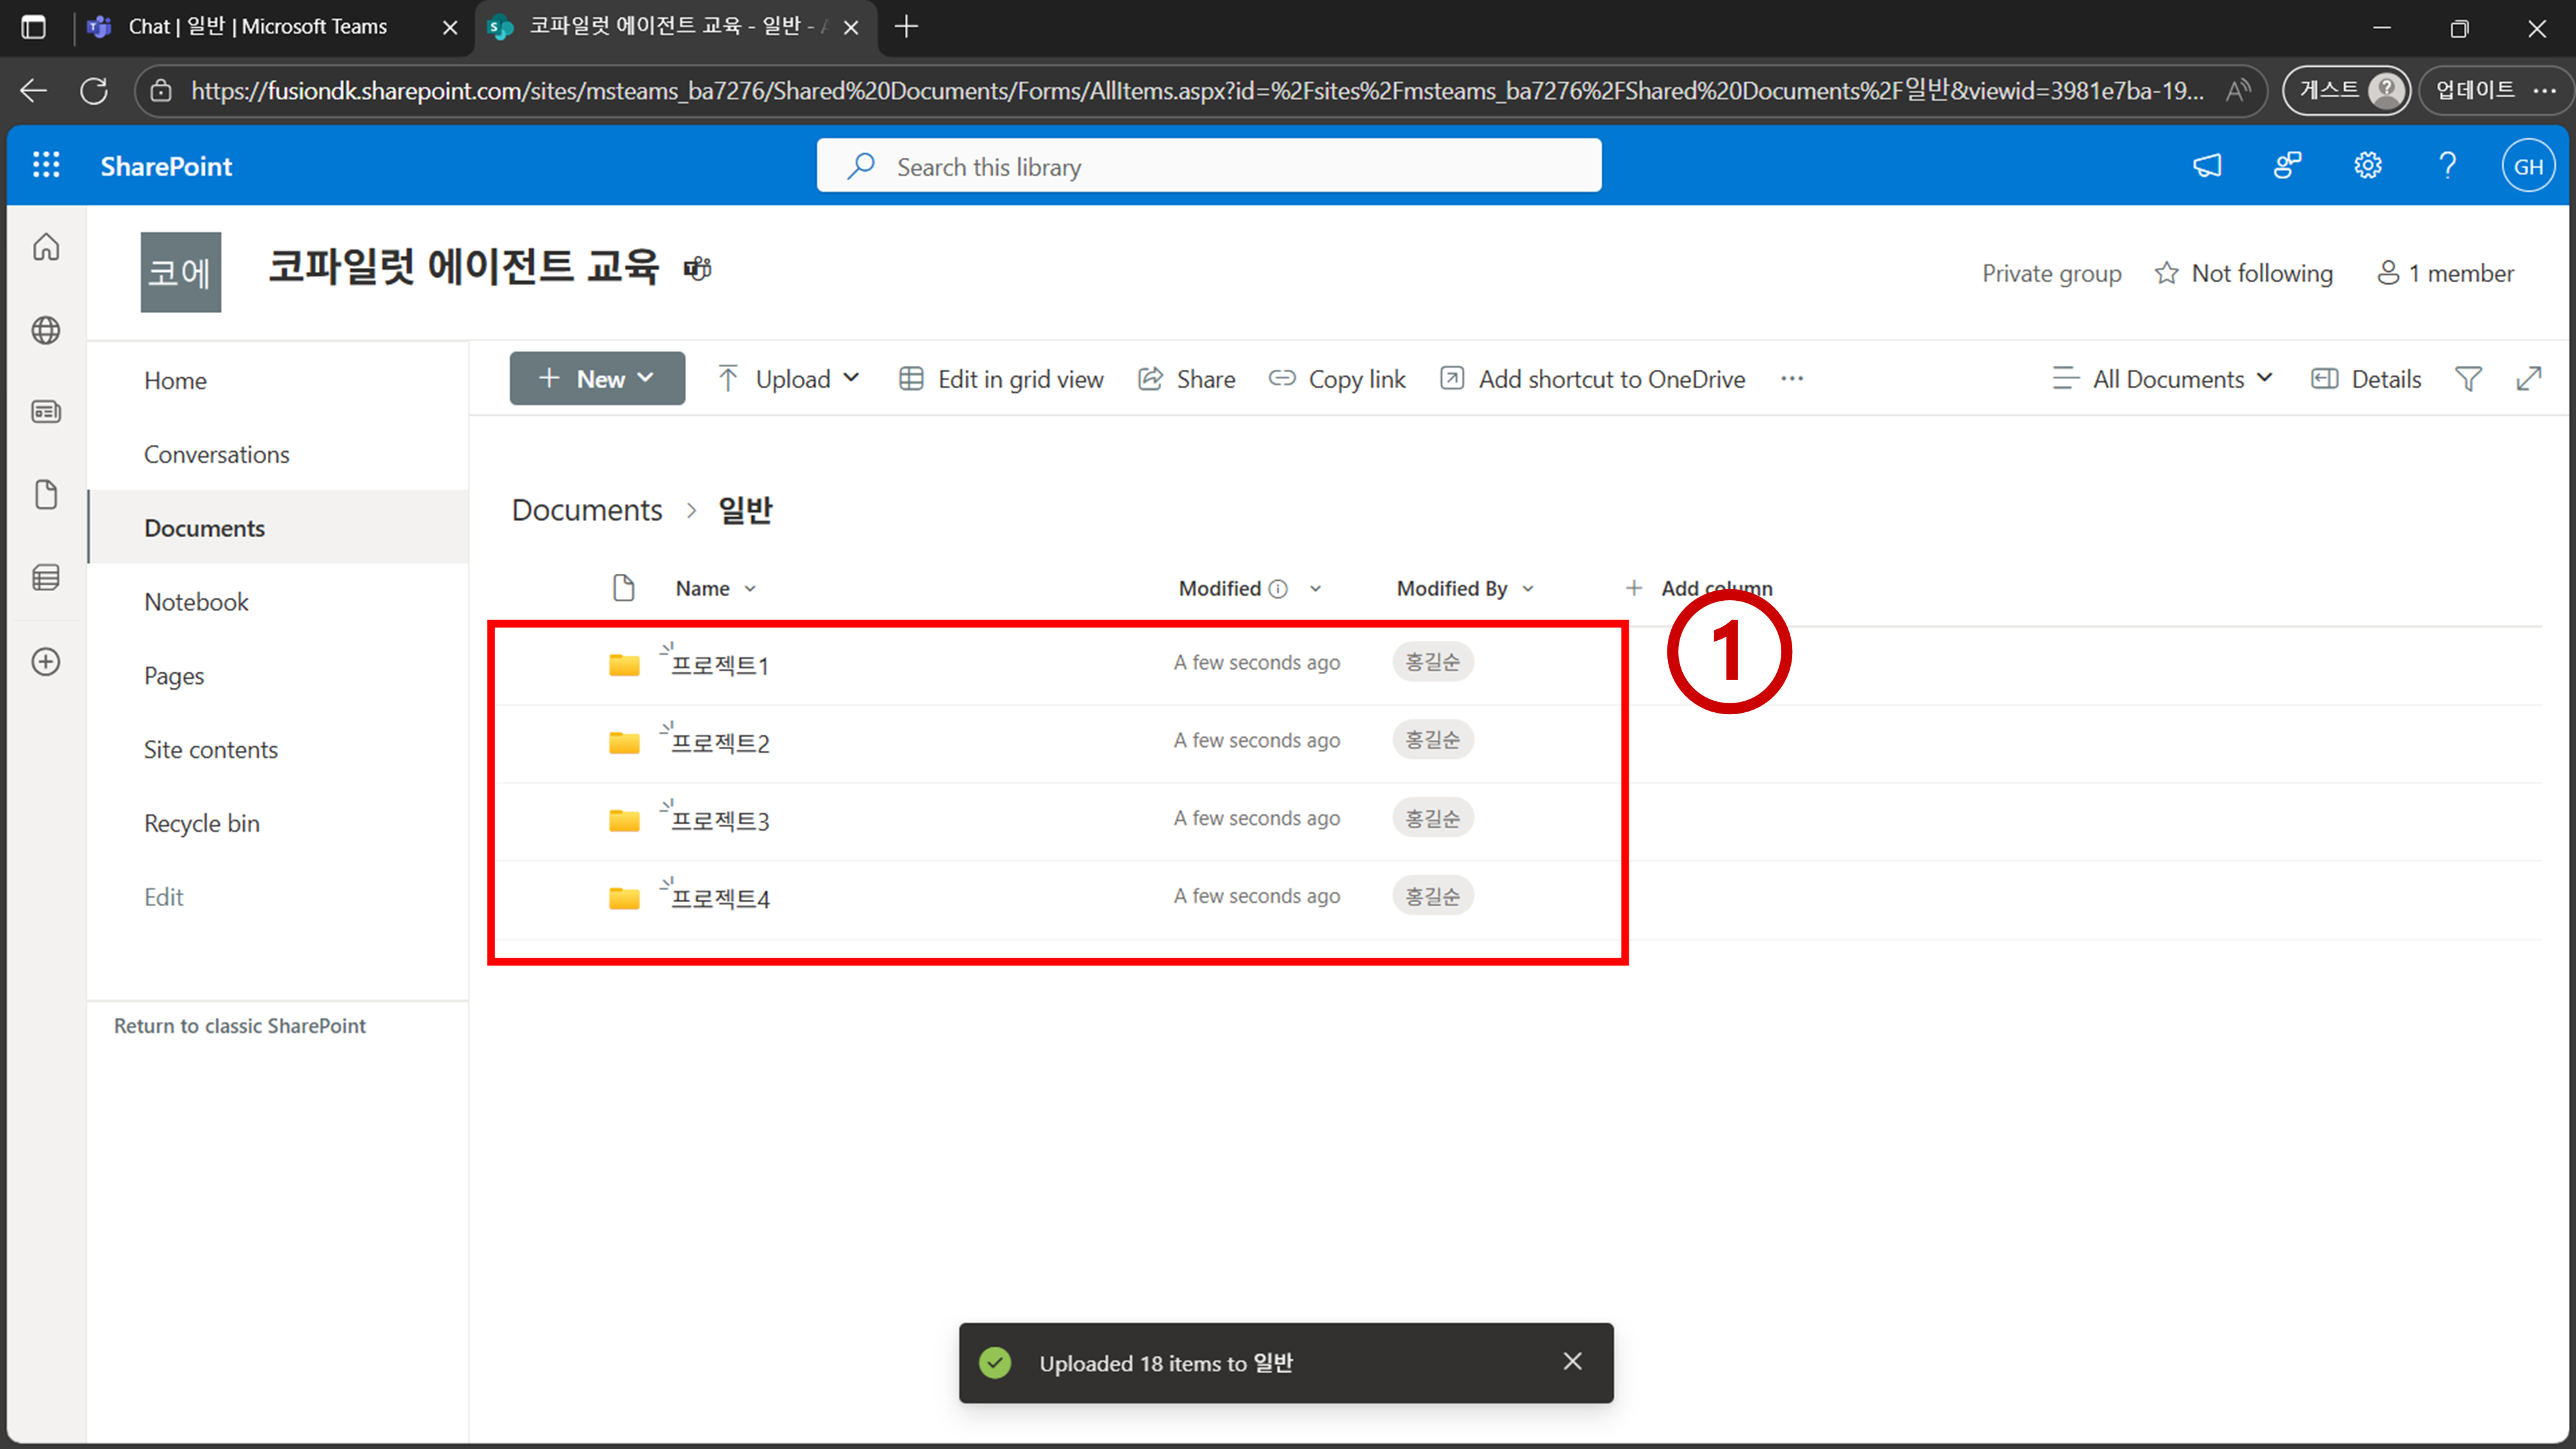 Chat | 일반 | Microsoft Teams
코파일럿 에이전트 교육 - 일반 -
https://fusiondk.sharepoint.com/sites/msteams_ba7276/Shared%20Documents/Forms/AllItems.aspx?id=%2Fsites%2Fmsteams_ba7276%2FShared%20Documents%2F일반&viewid=3981e7ba-19...
게스트
업데이트
SharePoint
Search this library
GH
코에
코파일럿 에이전트 교육
Private group
Not following
1 member
Home
Conversations
Documents
Notebook
Pages
Site contents
Recycle bin
Edit
Return to classic SharePoint
New
Upload
Edit in grid view
Share
Copy link
Add shortcut to OneDrive
All Documents
Details
Documents > 일반
Name
Modified
Modified By
Add column
프로젝트1 A few seconds ago 홍길순
프로젝트2 A few seconds ago 홍길순
프로젝트3 A few seconds ago 홍길순
프로젝트4 A few seconds ago 홍길순
1
Uploaded 18 items to 일반